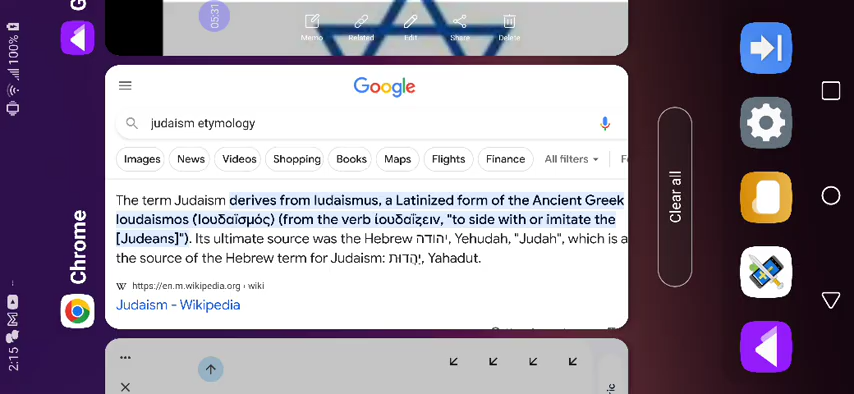 05:31
Memo
Related
Edit
Share
Delete
100%
Google
judaism etymology
Images
News
Videos
Shopping
Books
Maps
Flights
Finance
All filters
The term Judaism derives from Iudaismus, a Latinized form of the Ancient Greek
Ioudaismos (Ιουδαϊσμός) (from the verb ἰουδαΐζειν, "to side with or imitate the
[Judeans]"). Its ultimate source was the Hebrew יהודה, Yehudah, "Judah", which is a
the source of the Hebrew term for Judaism: יַהֲדוּת, Yahadut.
W https://en.m.wikipedia.org › wiki
Judaism - Wikipedia
Chrome
Clear all
2:15